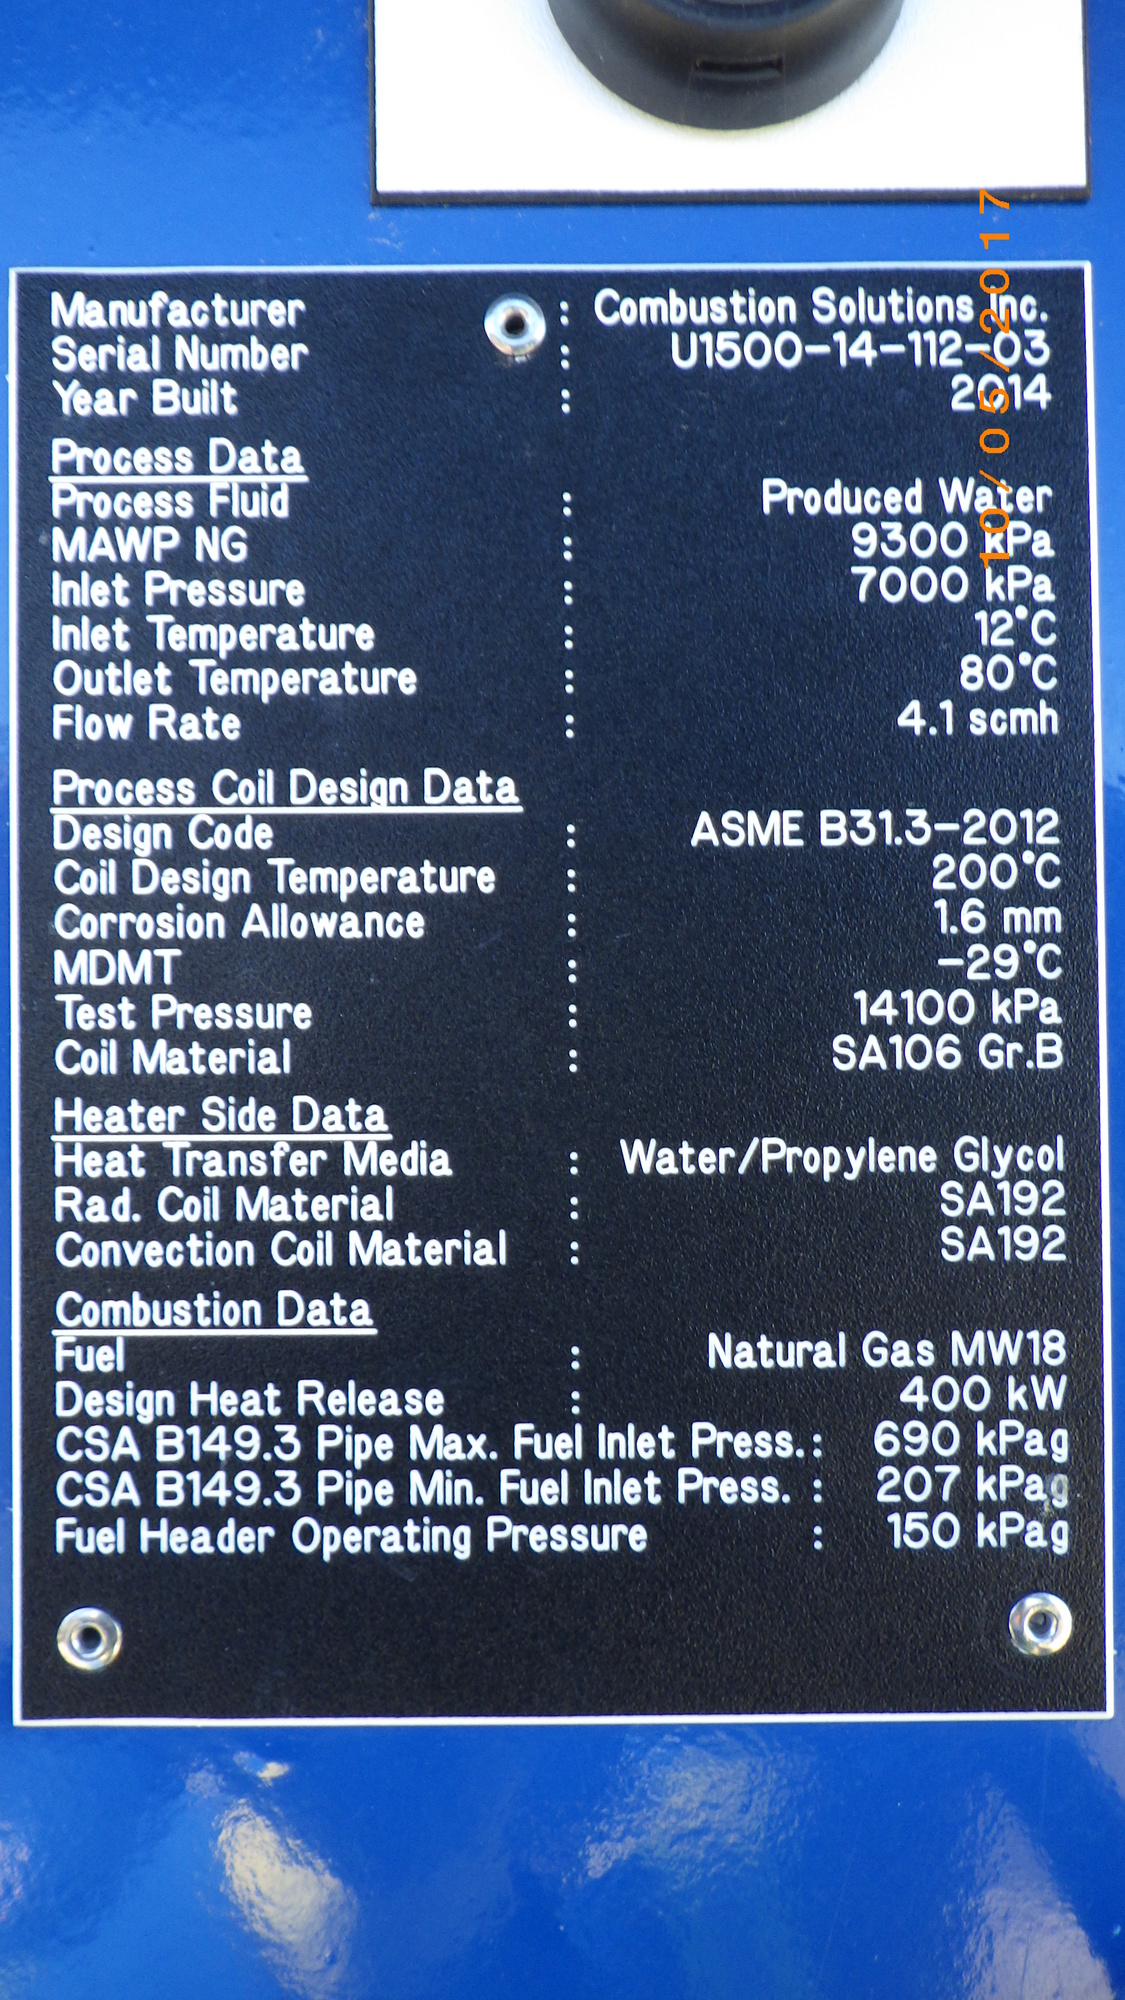 Manufacturer : Combustion Solutions Inc.
Serial Number : U1500-14-112-03
Year Built : 2014
Process Data
Process Fluid : Produced Water
MAWP NG : 9300 kPa
Inlet Pressure : 7000 kPa
Inlet Temperature : 12°C
Outlet Temperature : 80°C
Flow Rate : 4.1 scmh
Process Coil Design Data
Design Code : ASME B31.3-2012
Coil Design Temperature : 200°C
Corrosion Allowance : 1.6 mm
MDMT : -29°C
Test Pressure : 14100 kPa
Coil Material : SA106 Gr.B
Heater Side Data
Heat Transfer Media : Water/Propylene Glycol
Rad. Coil Material : SA192
Convection Coil Material : SA192
Combustion Data
Fuel : Natural Gas MW18
Design Heat Release : 400 kW
CSA B149.3 Pipe Max. Fuel Inlet Press. : 690 kPag
CSA B149.3 Pipe Min. Fuel Inlet Press. : 207 kPag
Fuel Header Operating Pressure : 150 kPag
10/05/2017